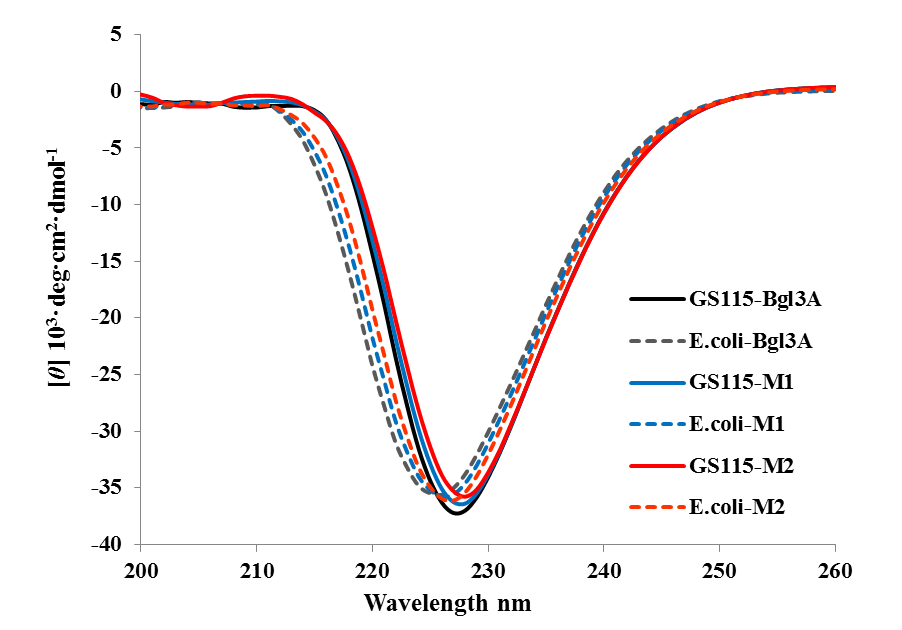 5
0
-5
-10
-15
-20
-25
-30
-35
-40
[θ] 10³·deg·cm²·dmol⁻¹
GS115-Bgl3A
E.coli-Bgl3A
GS115-M1
E.coli-M1
GS115-M2
E.coli-M2
200 210 220 230 240 250 260
Wavelength nm